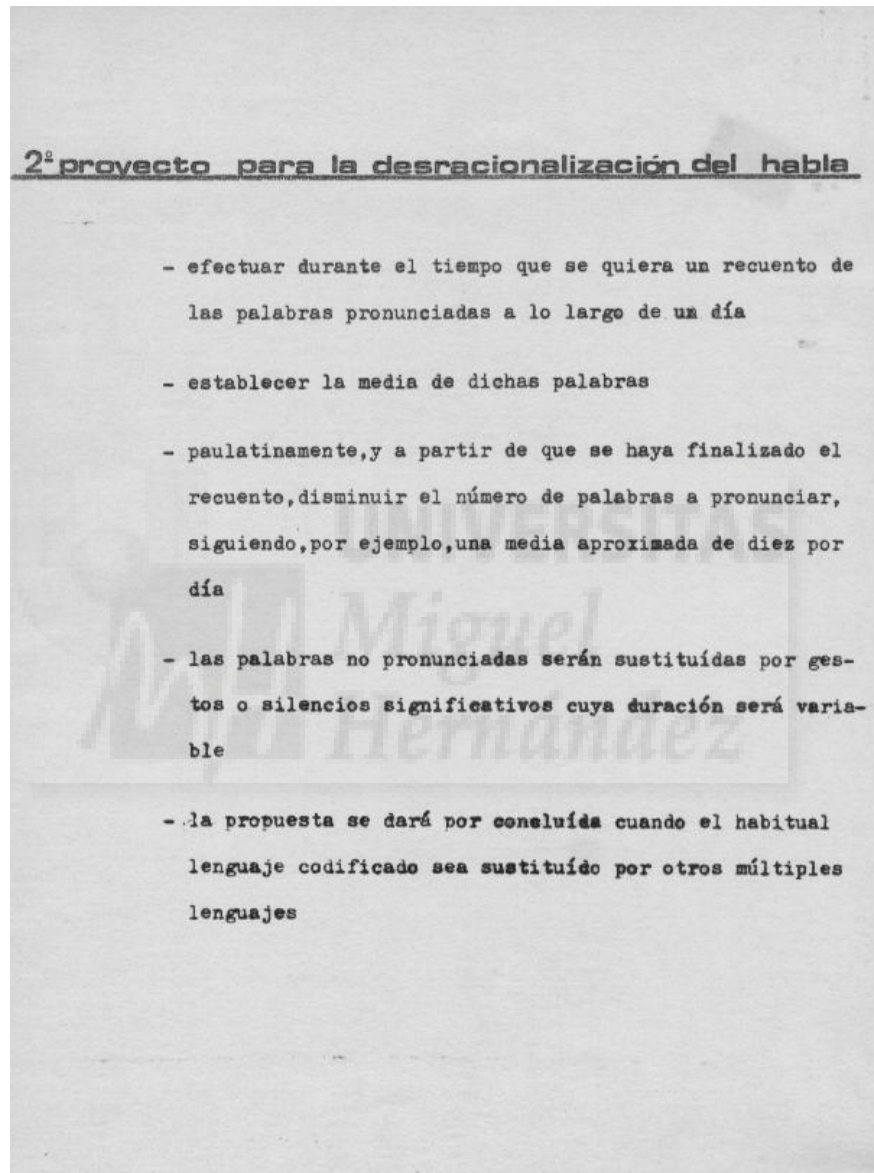 2º proyecto para la desracionalización del habla
- efectuar durante el tiempo que se quiera un recuento de
las palabras pronunciadas a lo largo de un día
- establecer la media de dichas palabras
- paulatinamente,y a partir de que se haya finalizado el
recuento,disminuir el número de palabras a pronunciar,
siguiendo,por ejemplo,una media aproximada de diez por
día
- las palabras no pronunciadas serán sustituídas por ges-
tos o silencios significativos cuya duración será varia-
ble
- la propuesta se dará por concluída cuando el habitual
lenguaje codificado sea sustituído por otros múltiples
lenguajes
UNIVERSITAS
Miguel
Hernández